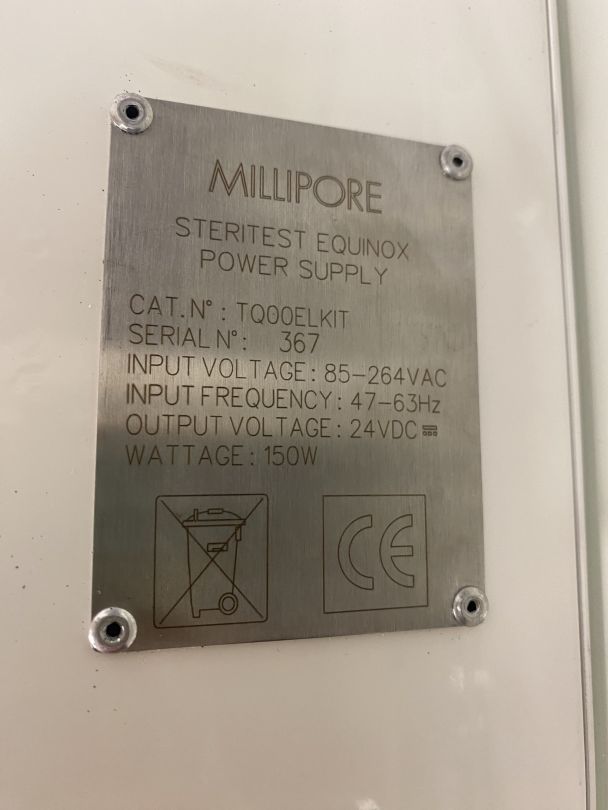 MILLIPORE
STERITEST EQUINOX
POWER SUPPLY
CAT.N° : TQ00ELKIT
SERIAL N° : 367
INPUT VOLTAGE : 85-264VAC
INPUT FREQUENCY : 47-63Hz
OUTPUT VOLTAGE : 24VDC
WATTAGE : 150W
CE